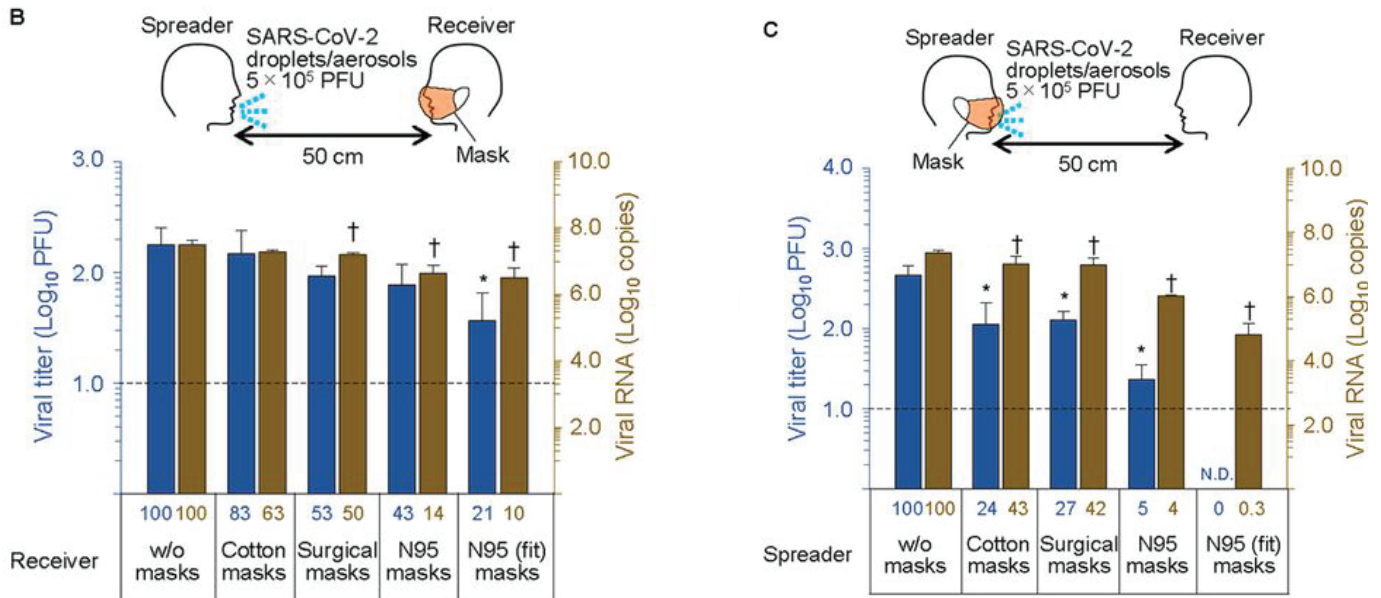 B
Spreader
SARS-CoV-2
droplets/aerosols
5 × 10⁵ PFU
Receiver
50 cm
Mask
Viral titer (Log₁₀ PFU)
3.0
2.0
1.0
Viral RNA (Log₁₀ copies)
10.0
8.0
6.0
4.0
2.0
† † † *
100 100 83 63 53 50 43 14 21 10
Receiver
w/o masks
Cotton masks
Surgical masks
N95 masks
N95 (fit) masks
C
Spreader
SARS-CoV-2
droplets/aerosols
5 × 10⁵ PFU
Receiver
Mask
50 cm
Viral titer (Log₁₀ PFU)
4.0
3.0
2.0
1.0
Viral RNA (Log₁₀ copies)
10.0
8.0
6.0
4.0
2.0
* † * † * † †
N.D.
100 100 24 43 27 42 5 4 0 0.3
Spreader
w/o masks
Cotton masks
Surgical masks
N95 masks
N95 (fit) masks